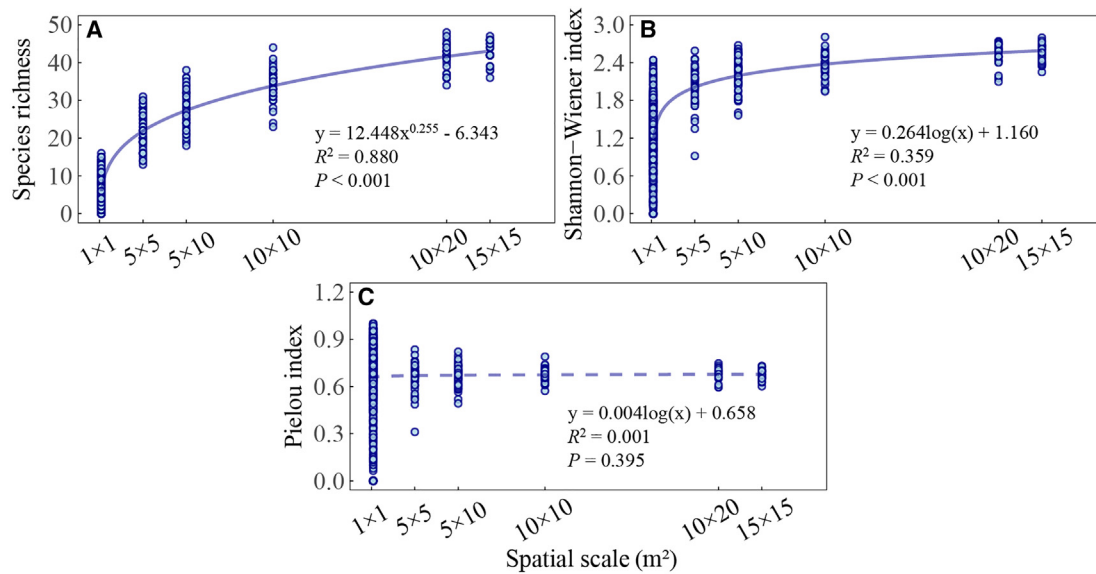 A
Species richness
50
40
30
20
10
0
y = 12.448x^0.255 - 6.343
R² = 0.880
P < 0.001
1×1 5×5 5×10 10×10 10×20 15×15
B
Shannon−Wiener index
3.0
2.4
1.8
1.2
0.6
0.0
y = 0.264log(x) + 1.160
R² = 0.359
P < 0.001
1×1 5×5 5×10 10×10 10×20 15×15
C
Pielou index
1.2
0.9
0.6
0.3
0.0
y = 0.004log(x) + 0.658
R² = 0.001
P = 0.395
1×1 5×5 5×10 10×10 10×20 15×15
Spatial scale (m²)